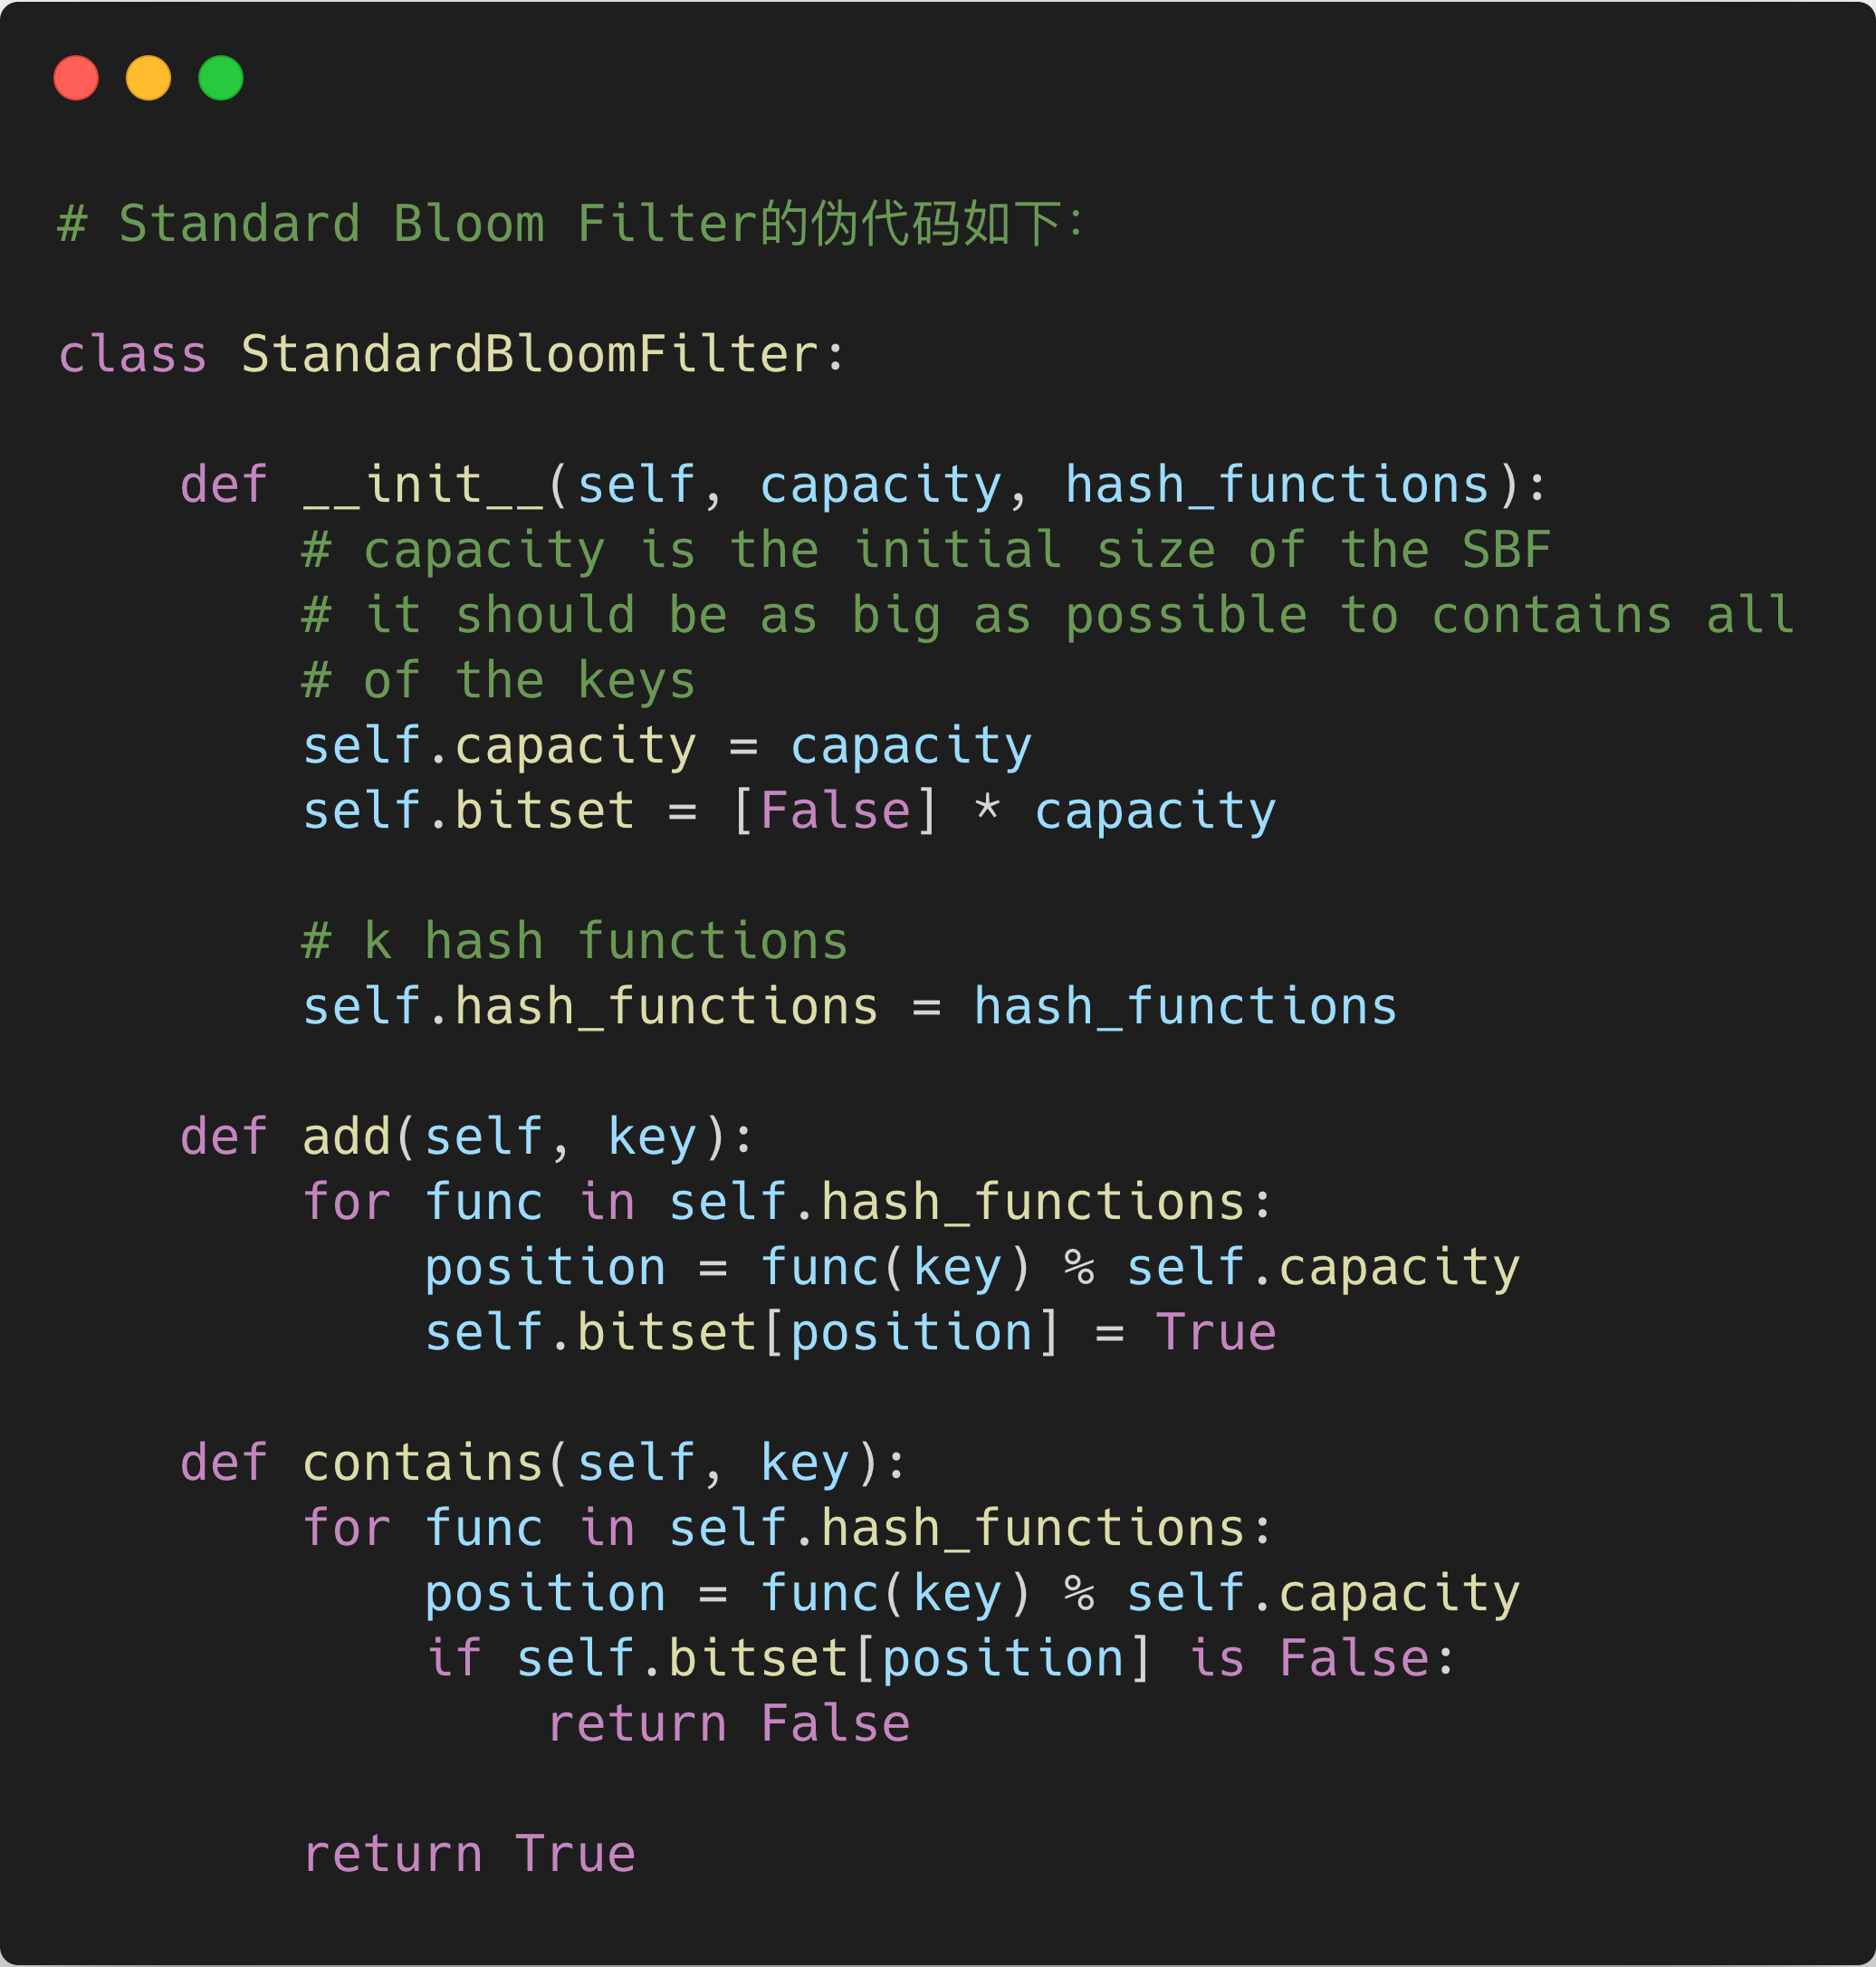 # Standard Bloom Filter的伪代码如下：
class StandardBloomFilter:
    def __init__(self, capacity, hash_functions):
        # capacity is the initial size of the SBF
        # it should be as big as possible to contains all
        # of the keys
        self.capacity = capacity
        self.bitset = [False] * capacity
        # k hash functions
        self.hash_functions = hash_functions
    def add(self, key):
        for func in self.hash_functions:
            position = func(key) % self.capacity
            self.bitset[position] = True
    def contains(self, key):
        for func in self.hash_functions:
            position = func(key) % self.capacity
            if self.bitset[position] is False:
                return False
        return True